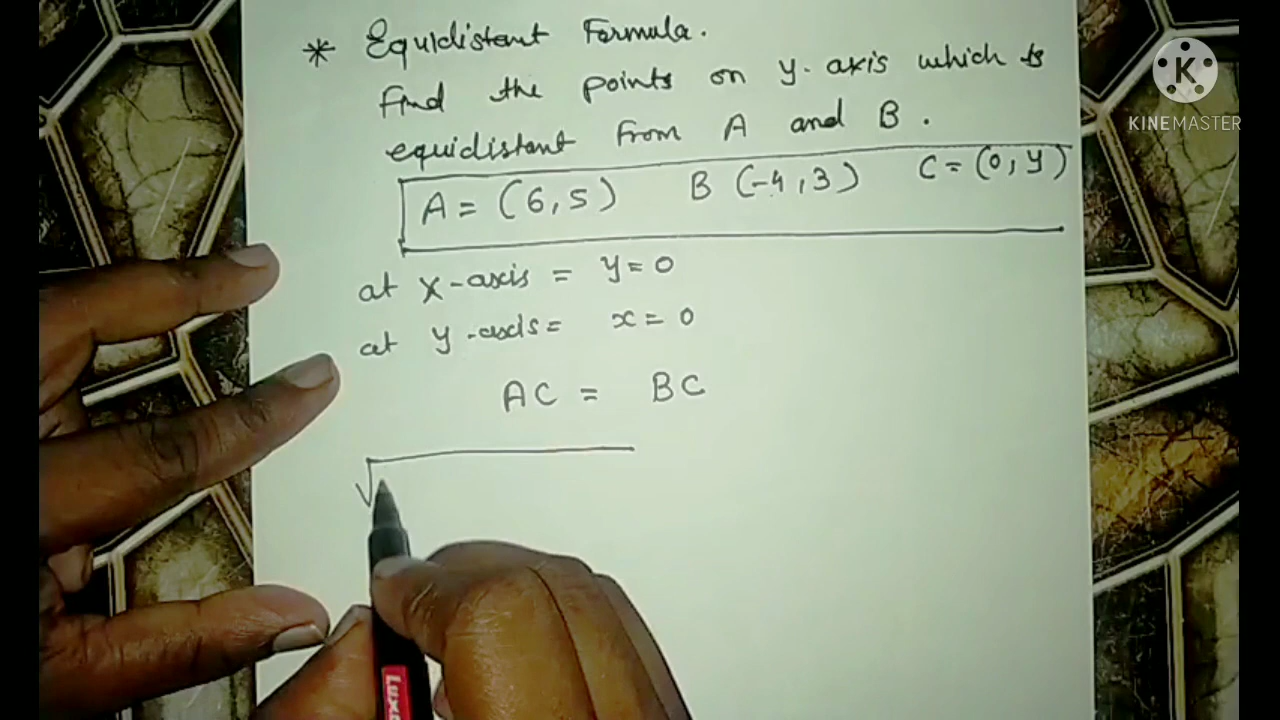 * Equidistent Formula.
Find the points on y-axis which is
equidistant from A and B.
A = (6,5) B (-4,3) C = (0,y)
at x-axis = y=0
at y-axis= x=0
AC = BC
√
K
KINEMASTER